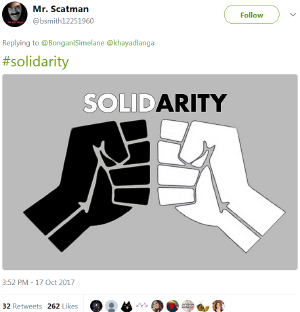 Mr. Scatman
@bsmith12251960
Follow
Replying to @BonganiSimelane @khayadlanga
#solidarity
SOLIDARITY
3:52 PM - 17 Oct 2017
32 Retweets 262 Likes